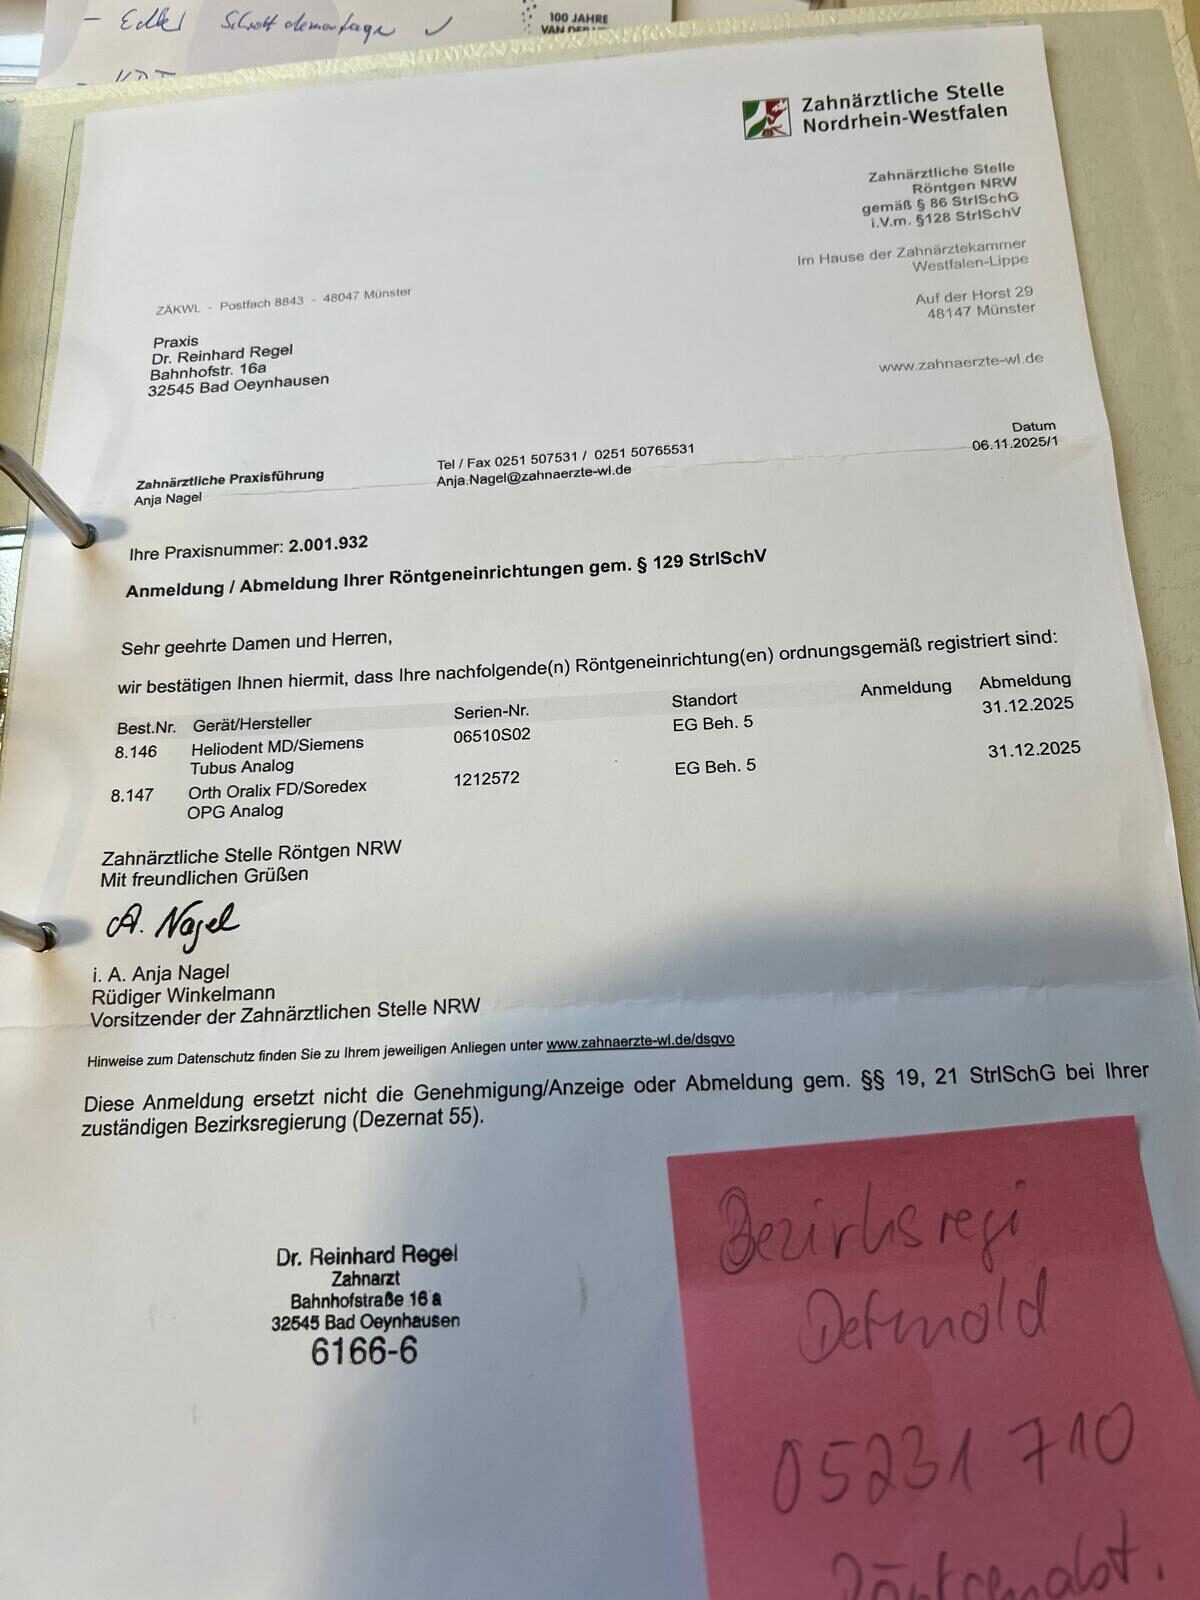 - Edel Schrott demontage ✓
100 JAHRE
Zahnärztliche Stelle
Nordrhein-Westfalen
Zahnärztliche Stelle
Röntgen NRW
gemäß § 86 StrlSchG
i.V.m. §128 StrlSchV
Im Hause der Zahnärztekammer
Westfalen-Lippe
Auf der Horst 29
48147 Münster
www.zahnaerzte-wl.de
ZÄKWL - Postfach 8843 - 48047 Münster
Praxis
Dr. Reinhard Regel
Bahnhofstr. 16a
32545 Bad Oeynhausen
Zahnärztliche Praxisführung
Anja Nagel
Tel / Fax 0251 507531 / 0251 50765531
Anja.Nagel@zahnaerzte-wl.de
Datum
06.11.2025/1
Ihre Praxisnummer: 2.001.932
Anmeldung / Abmeldung Ihrer Röntgeneinrichtungen gem. § 129 StrlSchV
Sehr geehrte Damen und Herren,
wir bestätigen Ihnen hiermit, dass Ihre nachfolgende(n) Röntgeneinrichtung(en) ordnungsgemäß registriert sind:
Best.Nr. Gerät/Hersteller Serien-Nr. Standort Anmeldung Abmeldung
8.146 Heliodent MD/Siemens 06510S02 EG Beh. 5 31.12.2025
Tubus Analog
8.147 Orth Oralix FD/Soredex 1212572 EG Beh. 5 31.12.2025
OPG Analog
Zahnärztliche Stelle Röntgen NRW
Mit freundlichen Grüßen
A. Nagel
i. A. Anja Nagel
Rüdiger Winkelmann
Vorsitzender der Zahnärztlichen Stelle NRW
Hinweise zum Datenschutz finden Sie zu Ihrem jeweiligen Anliegen unter www.zahnaerzte-wl.de/dsgvo
Diese Anmeldung ersetzt nicht die Genehmigung/Anzeige oder Abmeldung gem. §§ 19, 21 StrlSchG bei Ihrer
zuständigen Bezirksregierung (Dezernat 55).
Dr. Reinhard Regel
Zahnarzt
Bahnhofstraße 16 a
32545 Bad Oeynhausen
6166-6
Bezirksregi
Detmold
05231 710
Röntgenabt.